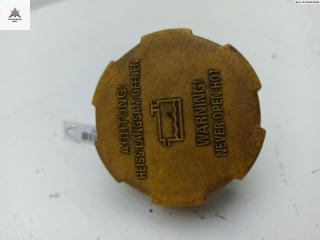 ACHTUNG!
HEISS:LANGSAM ÖFFNEN
WARNING!
NEVER OPEN HOT